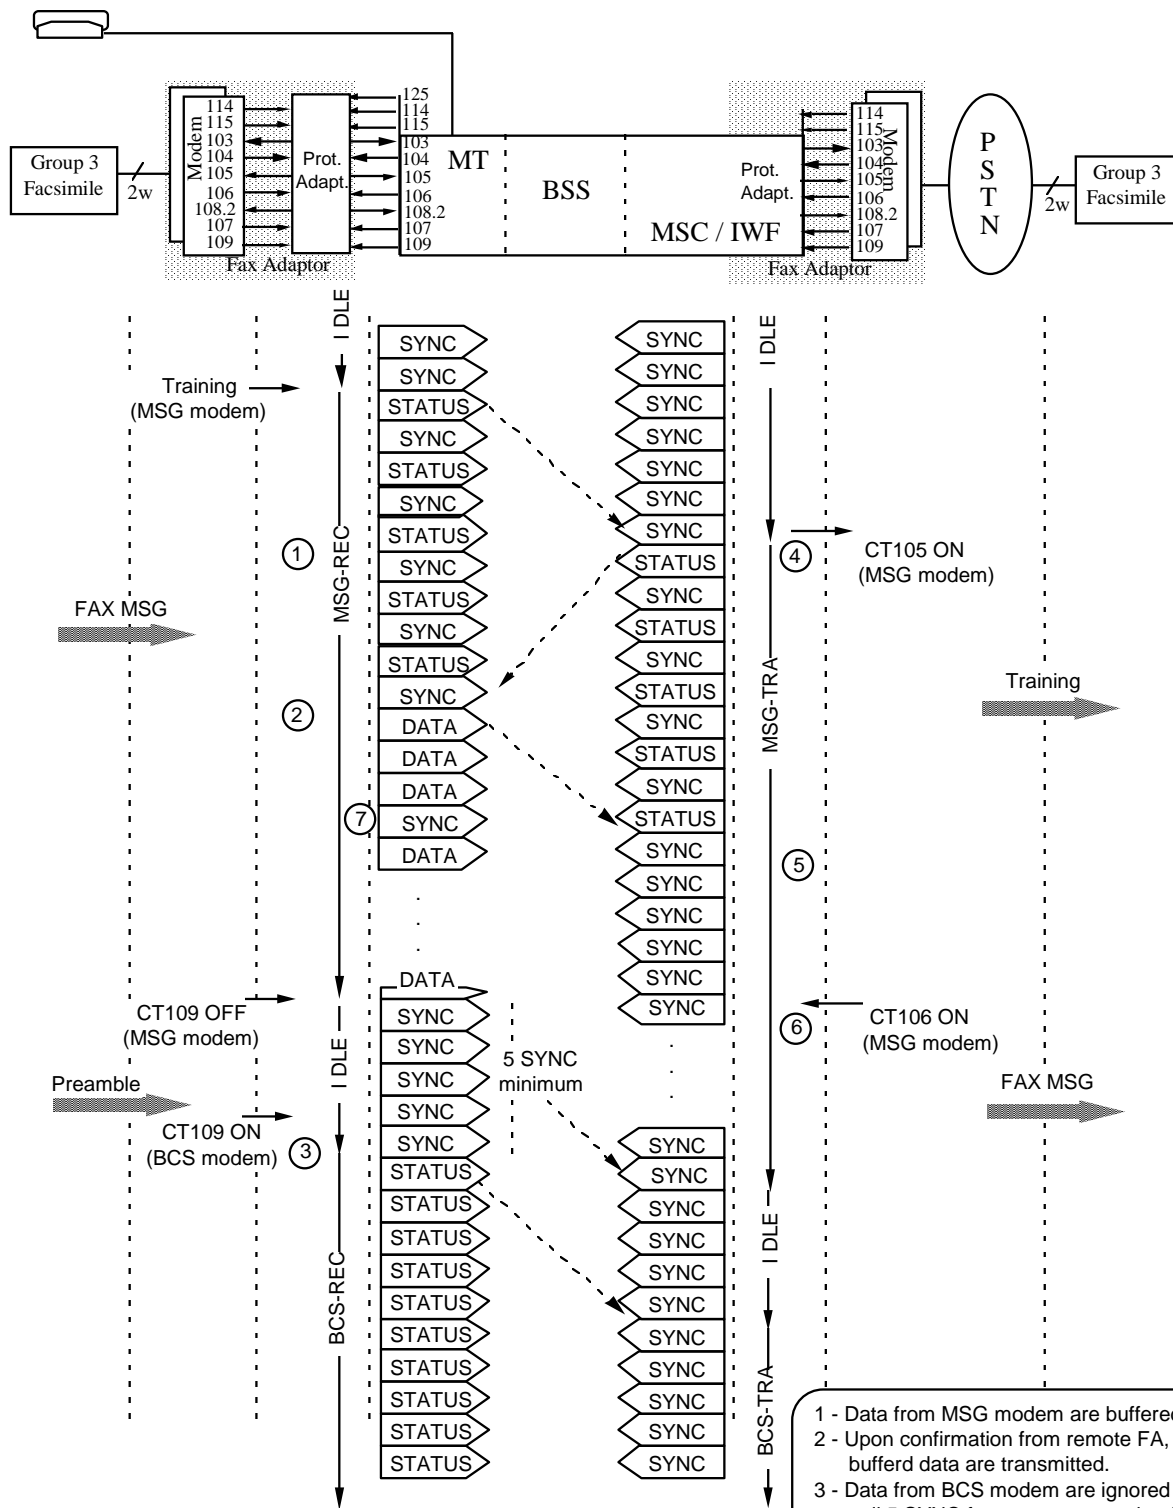 114
115
103
104
105
106
108.2
107
109
Modem
Group 3
Facsimile
2w
Prot.
Adapt.
Fax Adaptor
125
114
115
103
104
105
106
108.2
107
109
MT
BSS
MSC / IWF
Prot.
Adapt.
Fax Adaptor
114
115
103
104
105
106
108.2
107
109
Modem
P
S
T
N
2w
Group 3
Facsimile
I DLE
MSG-REC
I DLE
BCS-REC
Training
(MSG modem)
1
FAX MSG
2
7
CT109 OFF
(MSG modem)
Preamble
CT109 ON
(BCS modem)
3
SYNC
SYNC
STATUS
SYNC
STATUS
SYNC
STATUS
SYNC
STATUS
SYNC
STATUS
SYNC
DATA
DATA
DATA
SYNC
DATA
.
.
.
DATA
SYNC
SYNC
SYNC
SYNC
SYNC
STATUS
STATUS
STATUS
STATUS
STATUS
STATUS
STATUS
STATUS
STATUS
STATUS
5 SYNC
minimum
SYNC
SYNC
SYNC
SYNC
SYNC
SYNC
SYNC
STATUS
SYNC
STATUS
SYNC
STATUS
SYNC
STATUS
SYNC
STATUS
SYNC
SYNC
SYNC
SYNC
SYNC
SYNC
.
.
.
SYNC
SYNC
SYNC
SYNC
SYNC
SYNC
SYNC
SYNC
SYNC
SYNC
SYNC
I DLE
MSG-TRA
I DLE
BCS-TRA
4
CT105 ON
(MSG modem)
Training
5
6
CT106 ON
(MSG modem)
FAX MSG
1 - Data from MSG modem are buffered
2 - Upon confirmation from remote FA,
bufferd data are transmitted.
3 - Data from BCS modem are ignored